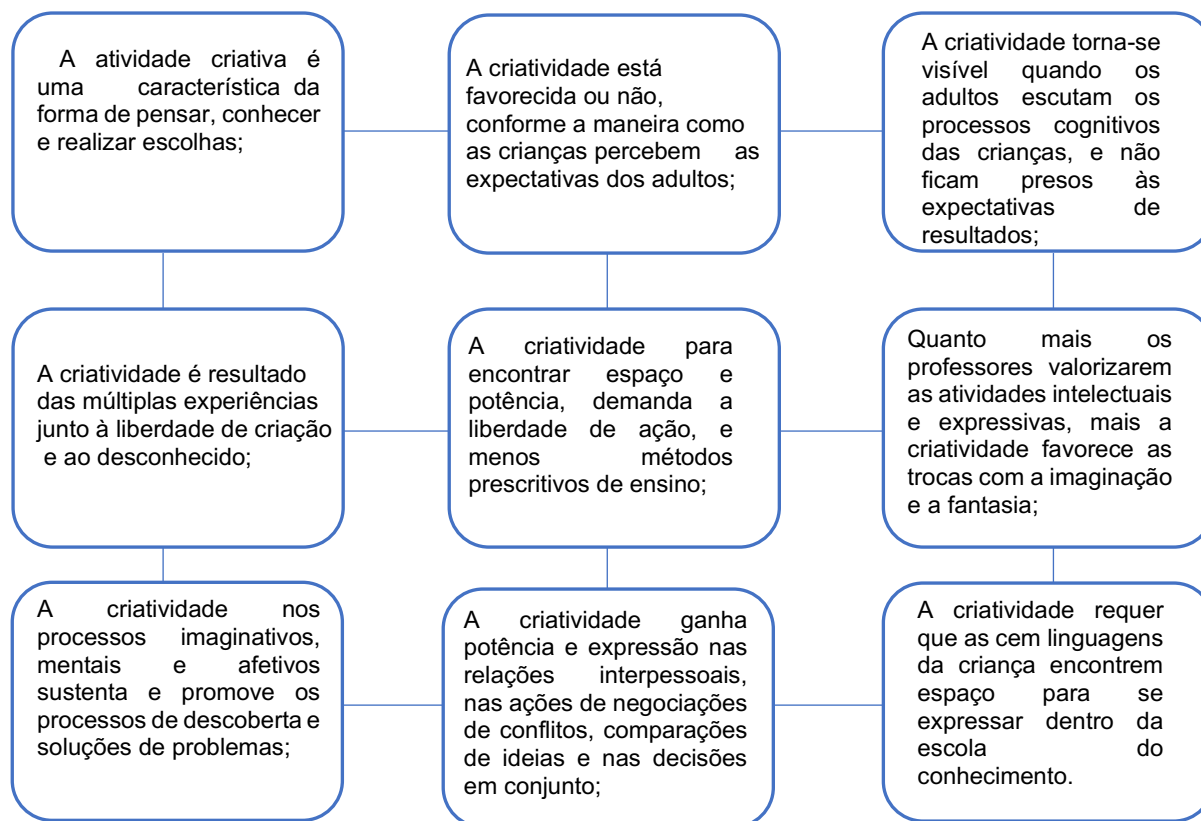 A atividade criativa é
uma característica da
forma de pensar, conhecer
e realizar escolhas;
A criatividade está
favorecida ou não,
conforme a maneira como
as crianças percebem as
expectativas dos adultos;
A criatividade torna-se
visível quando os
adultos escutam os
processos cognitivos
das crianças, e não
ficam presos às
expectativas de
resultados;
A criatividade é resultado
das múltiplas experiências
junto à liberdade de criação
e ao desconhecido;
A criatividade para
encontrar espaço e
potência, demanda a
liberdade de ação, e
menos métodos
prescritivos de ensino;
Quanto mais os
professores valorizarem
as atividades intelectuais
e expressivas, mais a
criatividade favorece as
trocas com a imaginação
e a fantasia;
A criatividade nos
processos imaginativos,
mentais e afetivos
sustenta e promove os
processos de descoberta e
soluções de problemas;
A criatividade ganha
potência e expressão nas
relações interpessoais,
nas ações de negociações
de conflitos, comparações
de ideias e nas decisões
em conjunto;
A criatividade requer
que as cem linguagens
da criança encontrem
espaço para se
expressar dentro da
escola do
conhecimento.